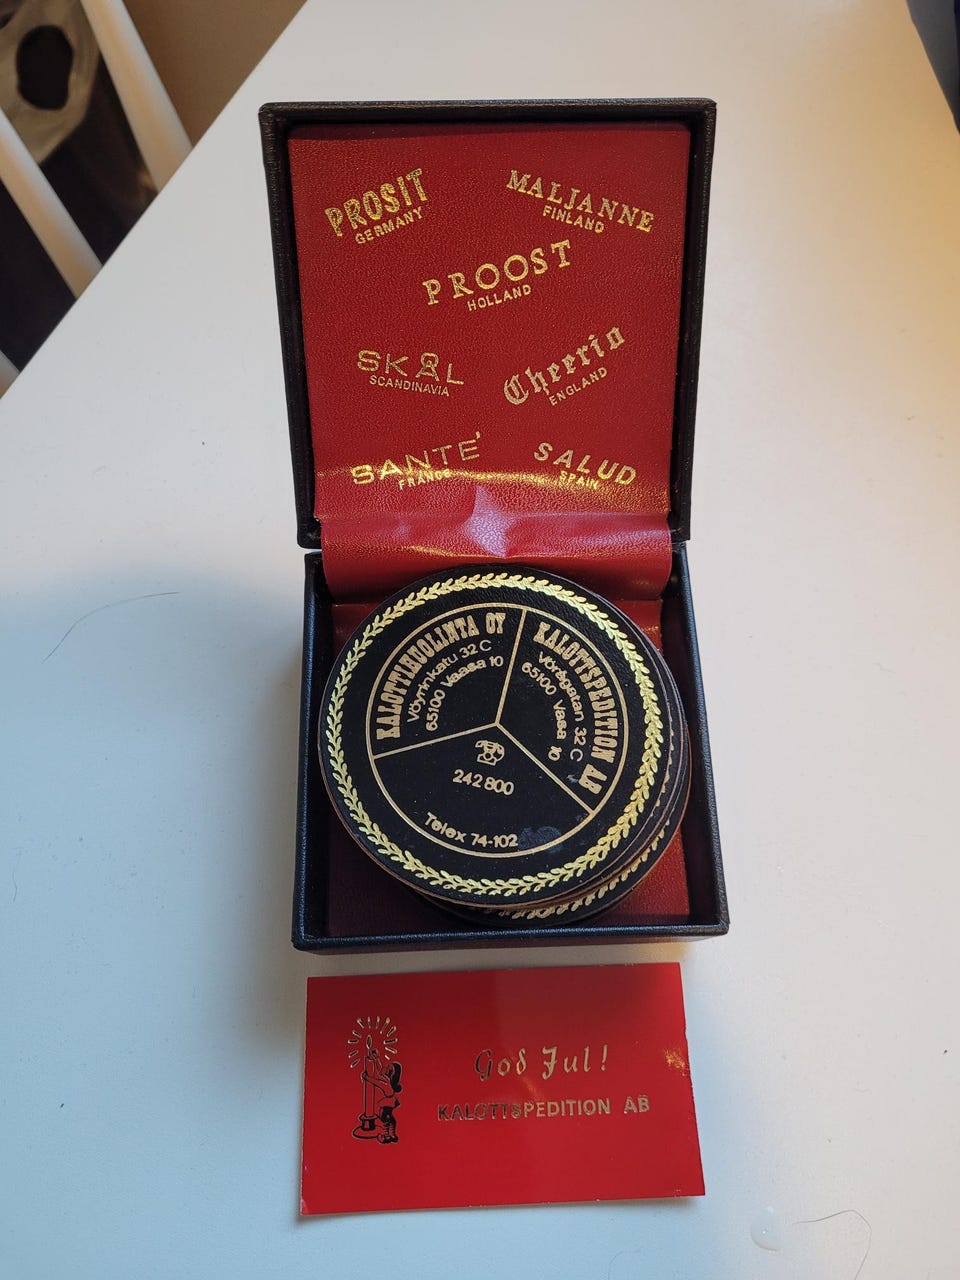 PROSIT
GERMANY
MALJANNE
FINLAND
PROOST
HOLLAND
SKÅL
SCANDINAVIA
Cheerio
ENGLAND
SANTE'
FRANCE
SALUD
SPAIN
KALOTTIHUOLINTA OY
Vöyrinkatu 32 C
65100 Vaasa 10
KALOTTSPEDITION AB
Vörågatan 32 C
65100 Vasa 10
242 800
Telex 74-102
God Jul!
KALOTTSPEDITION AB